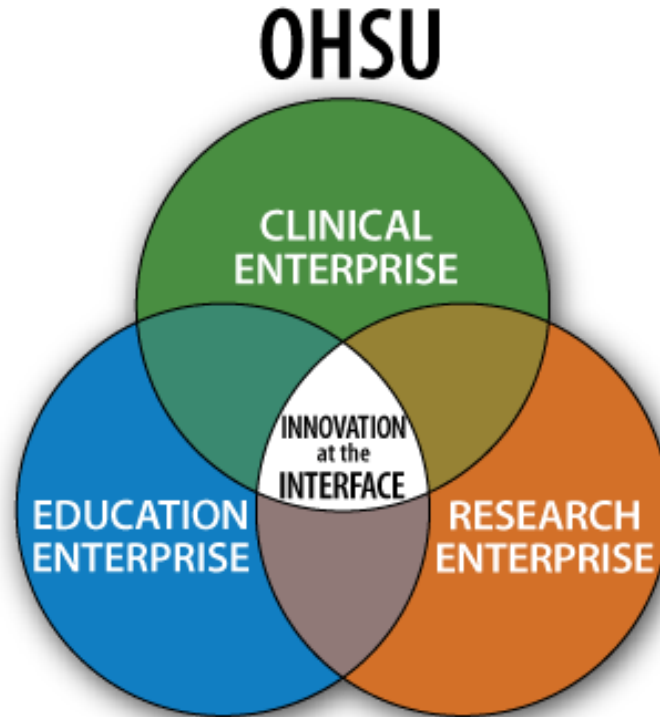 OHSU
CLINICAL
ENTERPRISE
INNOVATION
at the
INTERFACE
EDUCATION
ENTERPRISE
RESEARCH
ENTERPRISE